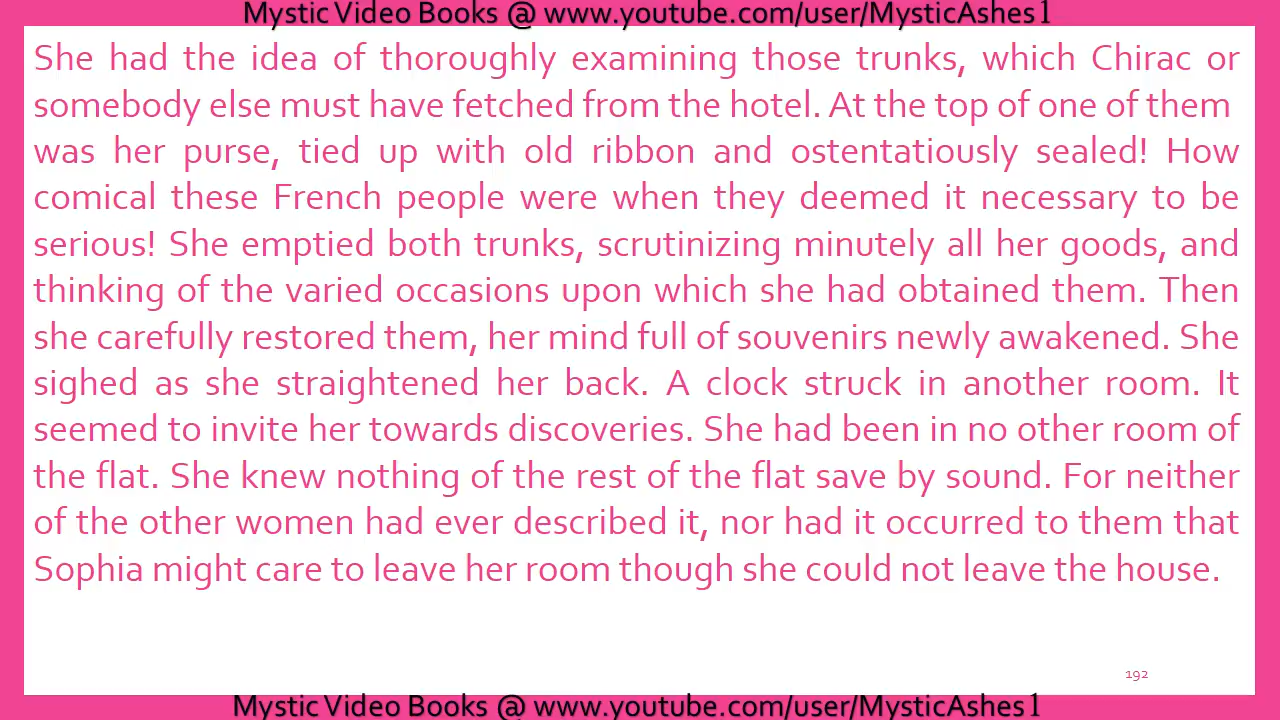 Mystic Video Books @ www.youtube.com/user/MysticAshes1
She had the idea of thoroughly examining those trunks, which Chirac or
somebody else must have fetched from the hotel. At the top of one of them
was her purse, tied up with old ribbon and ostentatiously sealed! How
comical these French people were when they deemed it necessary to be
serious! She emptied both trunks, scrutinizing minutely all her goods, and
thinking of the varied occasions upon which she had obtained them. Then
she carefully restored them, her mind full of souvenirs newly awakened. She
sighed as she straightened her back. A clock struck in another room. It
seemed to invite her towards discoveries. She had been in no other room of
the flat. She knew nothing of the rest of the flat save by sound. For neither
of the other women had ever described it, nor had it occurred to them that
Sophia might care to leave her room though she could not leave the house.
192
Mystic Video Books @ www.youtube.com/user/MysticAshes1